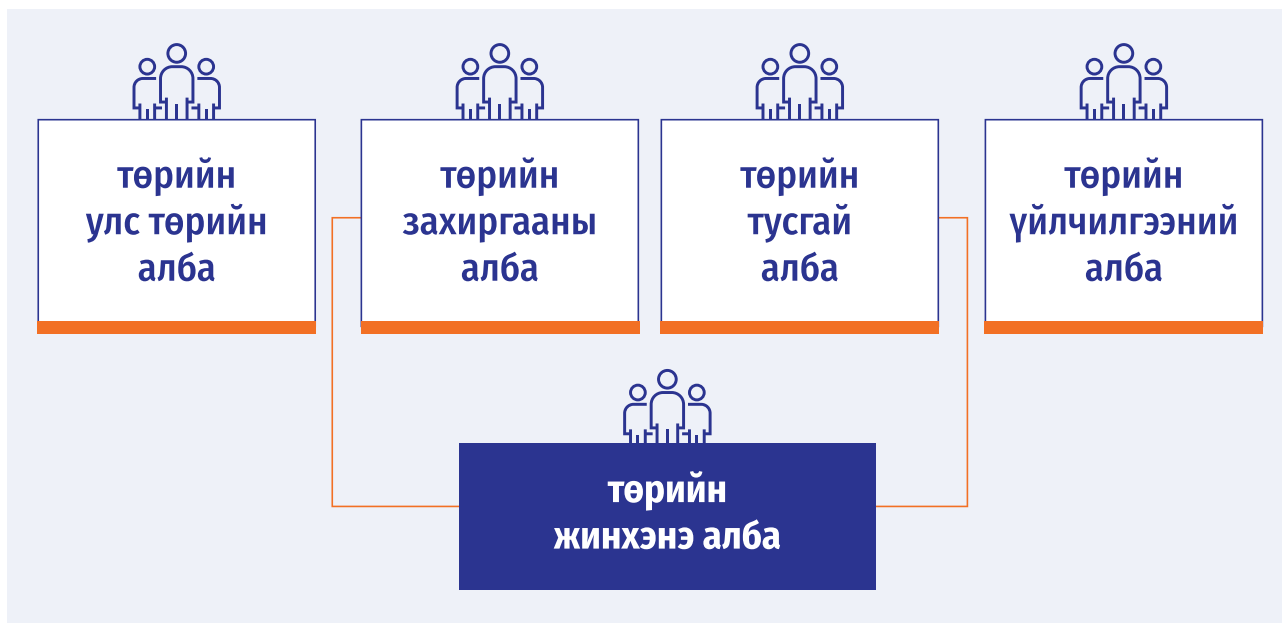 төрийн
улс төрийн
алба
төрийн
захиргааны
алба
төрийн
тусгай
алба
төрийн
үйлчилгээний
алба
төрийн
жинхэнэ алба